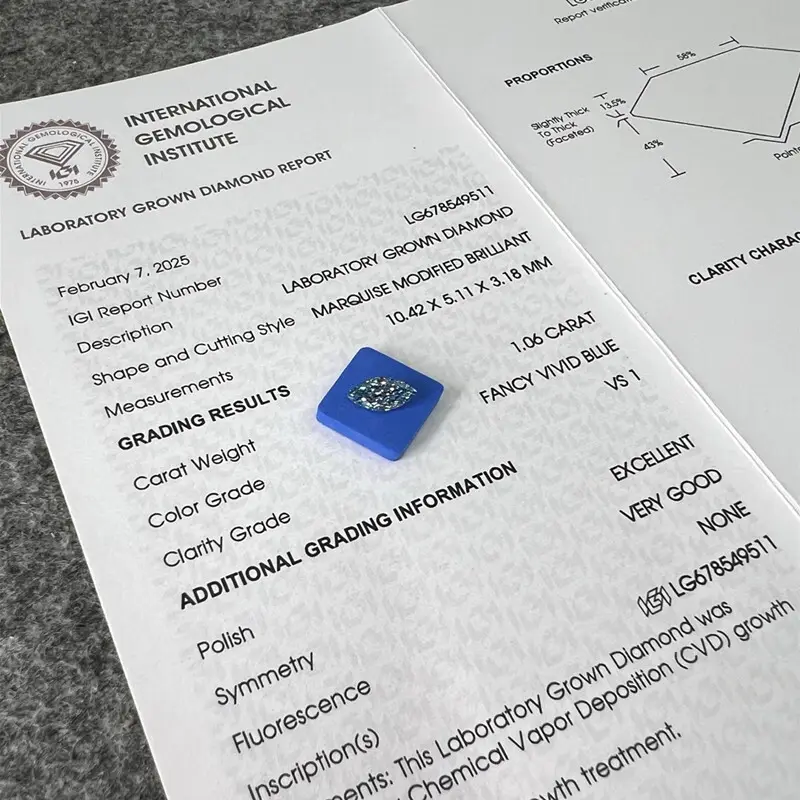 INTERNATIONAL
GEMOLOGICAL
INSTITUTE
INTERNATIONAL GEMOLOGICAL INSTITUTE
IGI
1975
LABORATORY GROWN DIAMOND REPORT
February 7, 2025
IGI Report Number LG678549511
Description LABORATORY GROWN DIAMOND
Shape and Cutting Style MARQUISE MODIFIED BRILLIANT
Measurements 10.42 X 5.11 X 3.18 MM
GRADING RESULTS
Carat Weight 1.06 CARAT
Color Grade FANCY VIVID BLUE
Clarity Grade VS 1
ADDITIONAL GRADING INFORMATION
Polish EXCELLENT
Symmetry VERY GOOD
Fluorescence NONE
Inscription(s) IGI LG678549511
ments: This Laboratory Grown Diamond was
Chemical Vapor Deposition (CVD) growth
wth treatment.
Report verificat
PROPORTIONS
58%
Slightly Thick
To Thick
(Faceted)
13.5%
43%
Pointe
CLARITY CHARAC